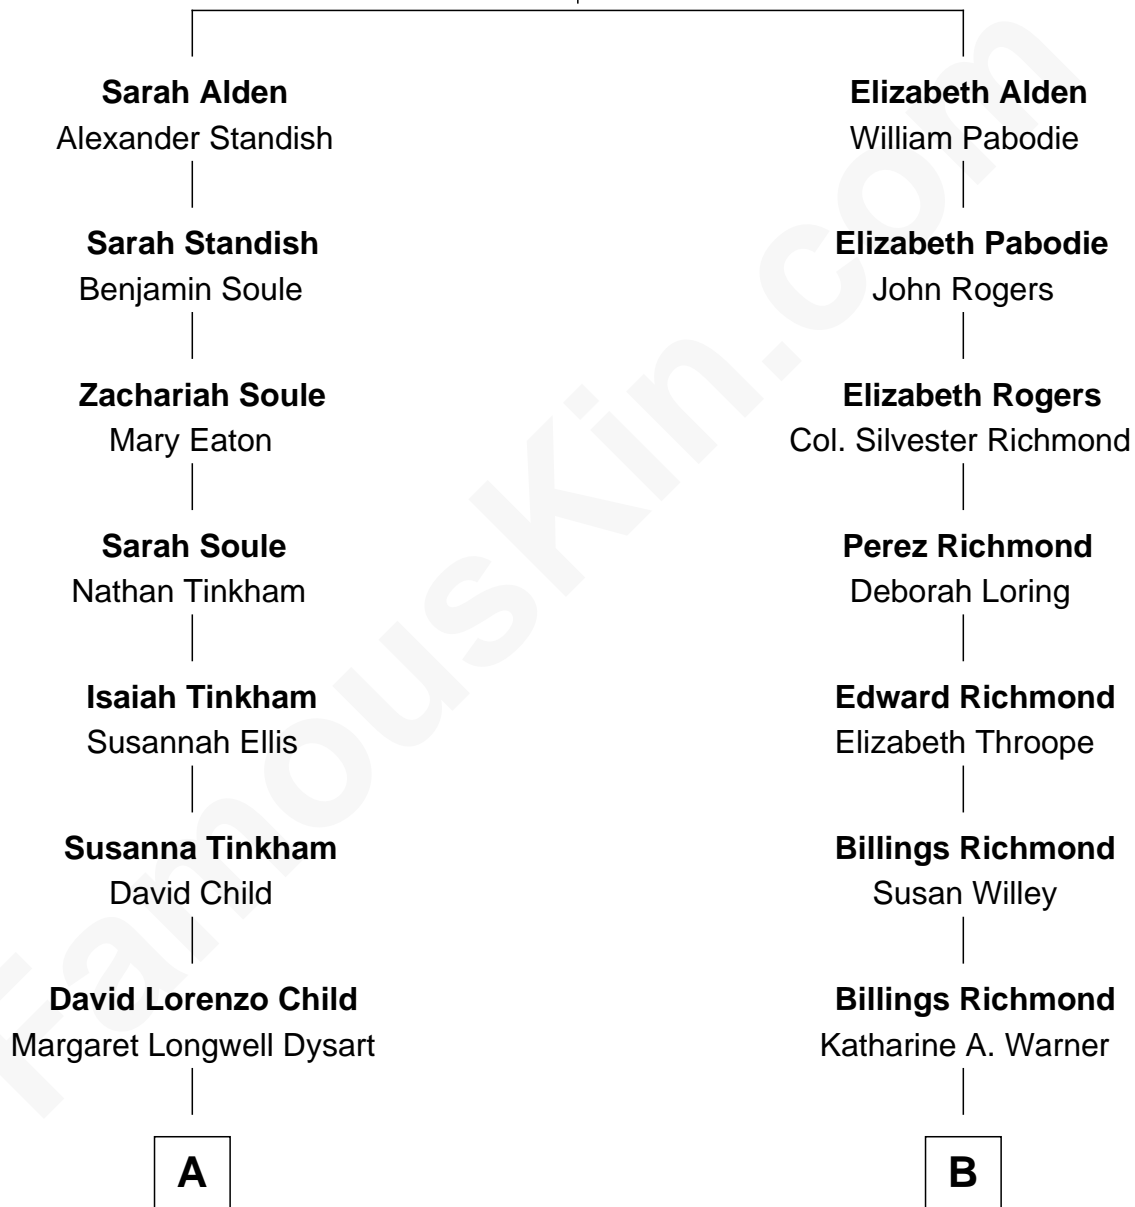 Sarah Alden
Alexander Standish
Sarah Standish
Benjamin Soule
Zachariah Soule
Mary Eaton
Sarah Soule
Nathan Tinkham
Isaiah Tinkham
Susannah Ellis
Susanna Tinkham
David Child
David Lorenzo Child
Margaret Longwell Dysart
A
Elizabeth Alden
William Pabodie
Elizabeth Pabodie
John Rogers
Elizabeth Rogers
Col. Silvester Richmond
Perez Richmond
Deborah Loring
Edward Richmond
Elizabeth Throope
Billings Richmond
Susan Willey
Billings Richmond
Katharine A. Warner
B
FamousKin.com